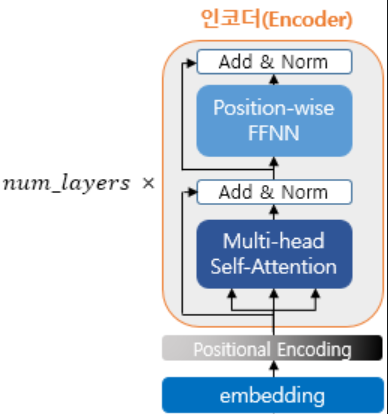 인코더(Encoder)
Add & Norm
Position-wise
FFNN
num_layers ×
Add & Norm
Multi-head
Self-Attention
Positional Encoding
embedding